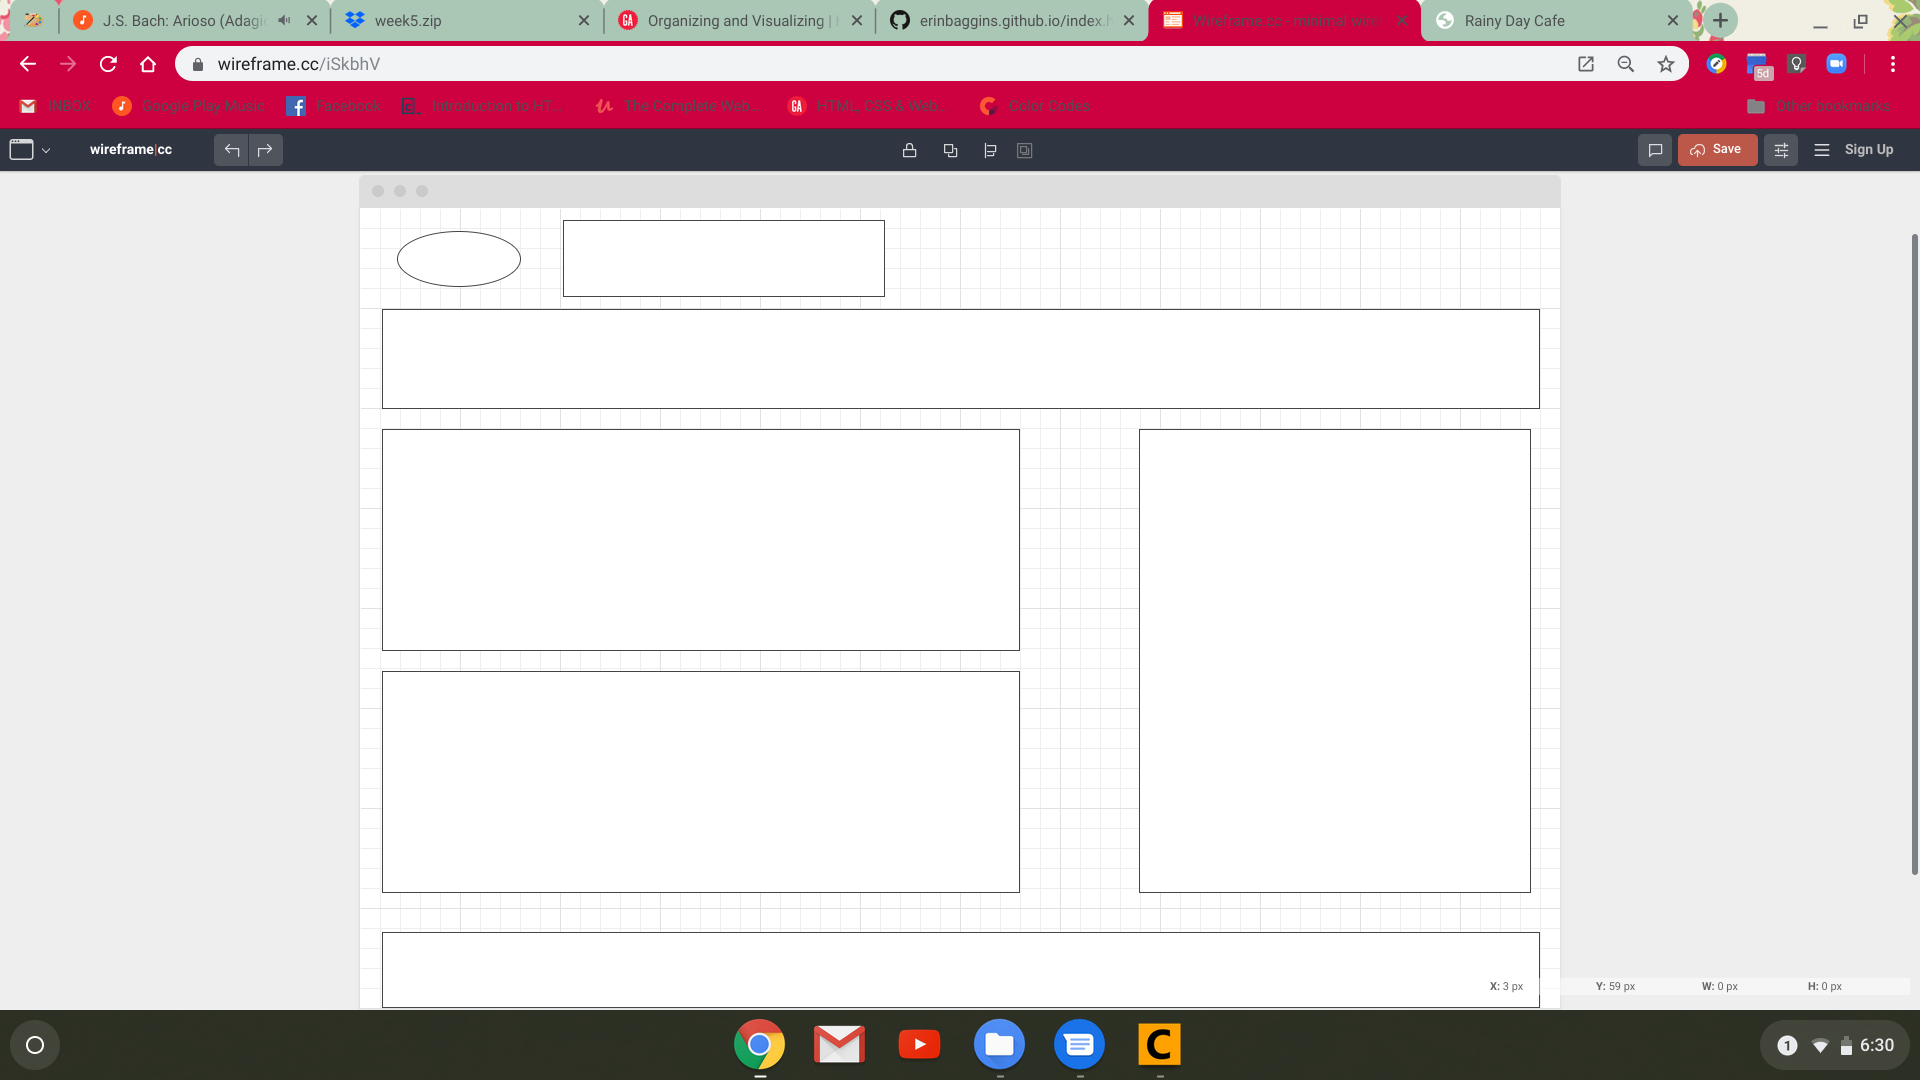 J.S. Bach: Arioso (Adagi
week5.zip
Organizing and Visualizing |
erinbaggins.github.io/index.h
Wireframe.cc - minimal wire
Rainy Day Cafe
wireframe.cc/iSkbhV
5d
INBOX
Google Play Music
Facebook
Introduction to HT...
The Complete Web...
GA
HTML, CSS & Web...
Color Codes
Other bookmarks
wireframe|cc
Save
Sign Up
X: 3 px
Y: 59 px
W: 0 px
H: 0 px
C
1
6:30